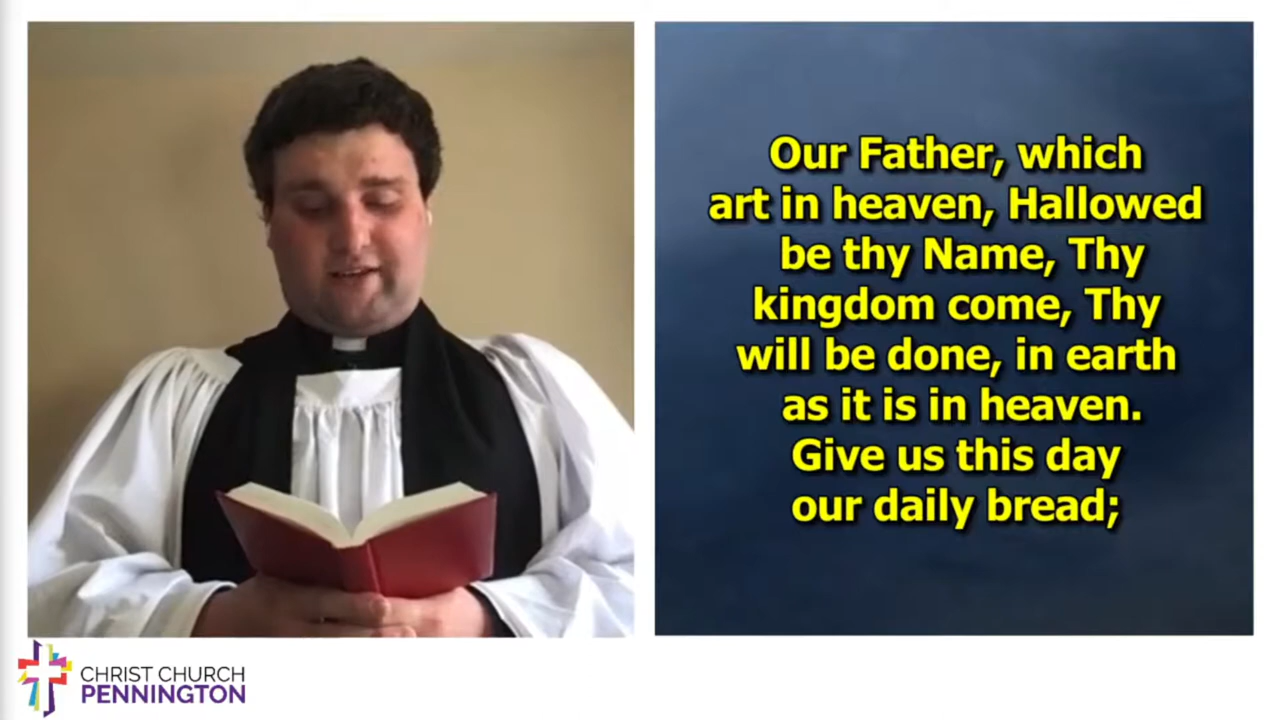 Our Father, which
art in heaven, Hallowed
be thy Name, Thy
kingdom come, Thy
will be done, in earth
as it is in heaven.
Give us this day
our daily bread;
CHRIST CHURCH
PENNINGTON